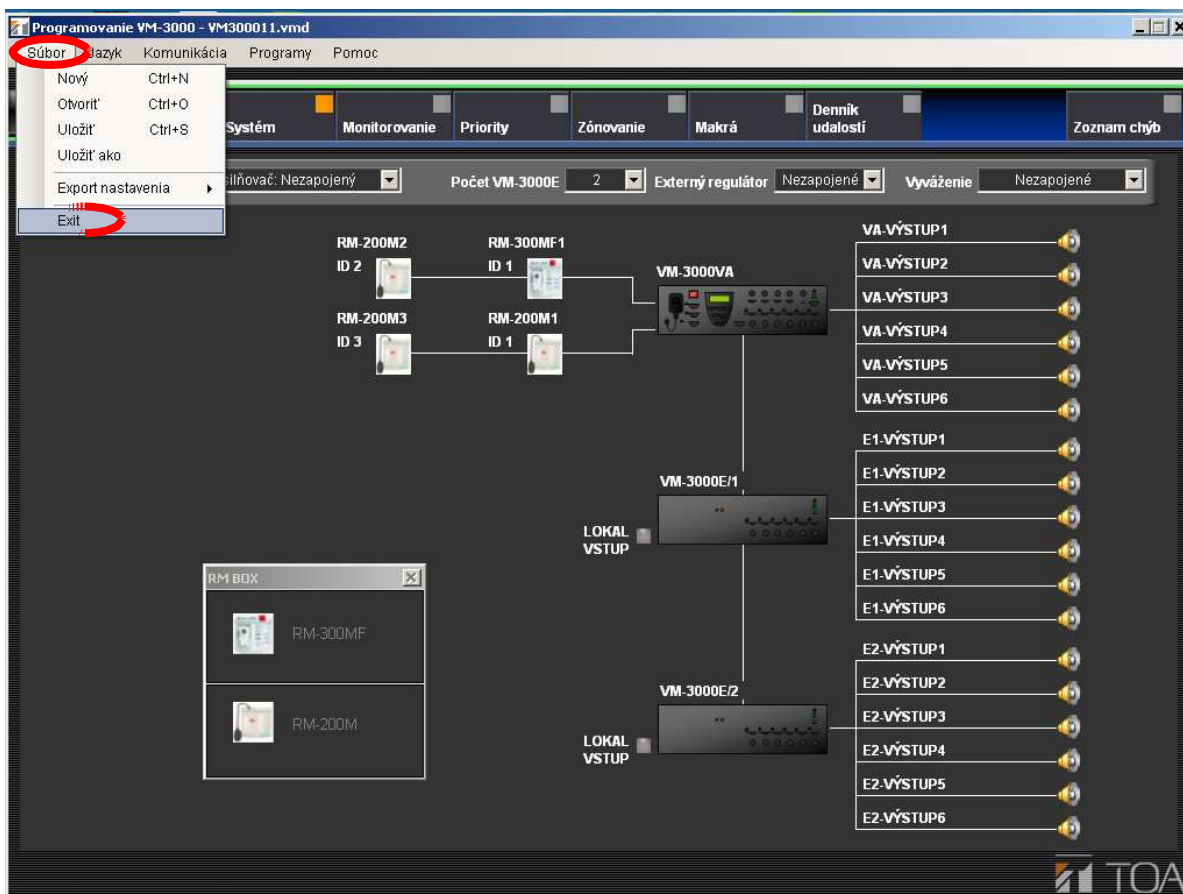 Programovanie VM-3000 - VM300011.vmd
Súbor Jazyk Komunikácia Programy Pomoc
Nový Ctrl+N
Otvoriť Ctrl+O
Uložiť Ctrl+S
Uložiť ako
Export nastavenia
Exit
Systém
Monitorovanie
Priority
Zónovanie
Makrá
Denník
udalostí
Zoznam chýb
silňovač: Nezapojený
Počet VM-3000E 2
Externý regulátor Nezapojené
Vyváženie Nezapojené
RM-200M2
ID 2
RM-300MF1
ID 1
RM-200M3
ID 3
RM-200M1
ID 1
VM-3000VA
VA-VÝSTUP1
VA-VÝSTUP2
VA-VÝSTUP3
VA-VÝSTUP4
VA-VÝSTUP5
VA-VÝSTUP6
VM-3000E/1
LOKAL
VSTUP
E1-VÝSTUP1
E1-VÝSTUP2
E1-VÝSTUP3
E1-VÝSTUP4
E1-VÝSTUP5
E1-VÝSTUP6
RM BOX
RM-300MF
RM-200M
VM-3000E/2
LOKAL
VSTUP
E2-VÝSTUP1
E2-VÝSTUP2
E2-VÝSTUP3
E2-VÝSTUP4
E2-VÝSTUP5
E2-VÝSTUP6
TOA